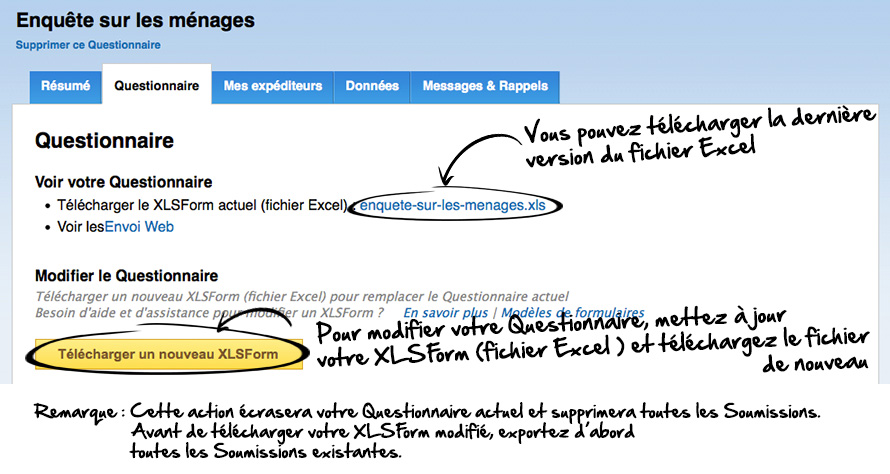 Enquête sur les ménages
Supprimer ce Questionnaire
Résumé
Questionnaire
Mes expéditeurs
Données
Messages & Rappels
Questionnaire
Vous pouvez télécharger la dernière
version du fichier Excel
Voir votre Questionnaire
• Télécharger le XLSForm actuel (fichier Excel) : enquete-sur-les-menages.xls
• Voir lesEnvoi Web
Modifier le Questionnaire
Télécharger un nouveau XLSForm (fichier Excel) pour remplacer le Questionnaire actuel
Besoin d'aide et d'assistance pour modifier un XLSForm ? En savoir plus | Modèles de formulaires
Télécharger un nouveau XLSForm
Pour modifier votre Questionnaire, mettez à jour
votre XLSForm (fichier Excel ) et téléchargez le fichier
de nouveau
Remarque : Cette action écrasera votre Questionnaire actuel et supprimera toutes les Soumissions.
Avant de télécharger votre XLSForm modifié, exportez d'abord
toutes les Soumissions existantes.